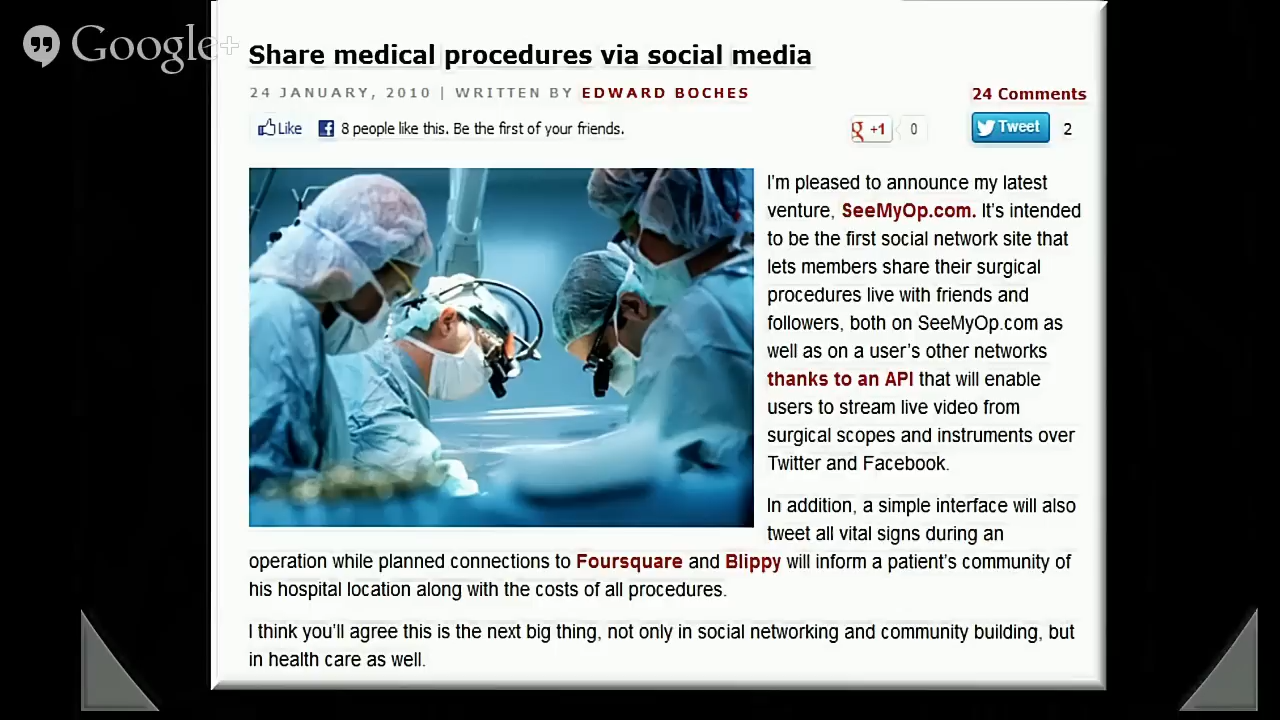 Google+
Share medical procedures via social media
24 JANUARY, 2010 | WRITTEN BY EDWARD BOCHES
24 Comments
Like
8 people like this. Be the first of your friends.
+1
0
Tweet
2
I'm pleased to announce my latest
venture, SeeMyOp.com. It's intended
to be the first social network site that
lets members share their surgical
procedures live with friends and
followers, both on SeeMyOp.com as
well as on a user's other networks
thanks to an API that will enable
users to stream live video from
surgical scopes and instruments over
Twitter and Facebook.
In addition, a simple interface will also
tweet all vital signs during an
operation while planned connections to Foursquare and Blippy will inform a patient's community of
his hospital location along with the costs of all procedures.
I think you'll agree this is the next big thing, not only in social networking and community building, but
in health care as well.